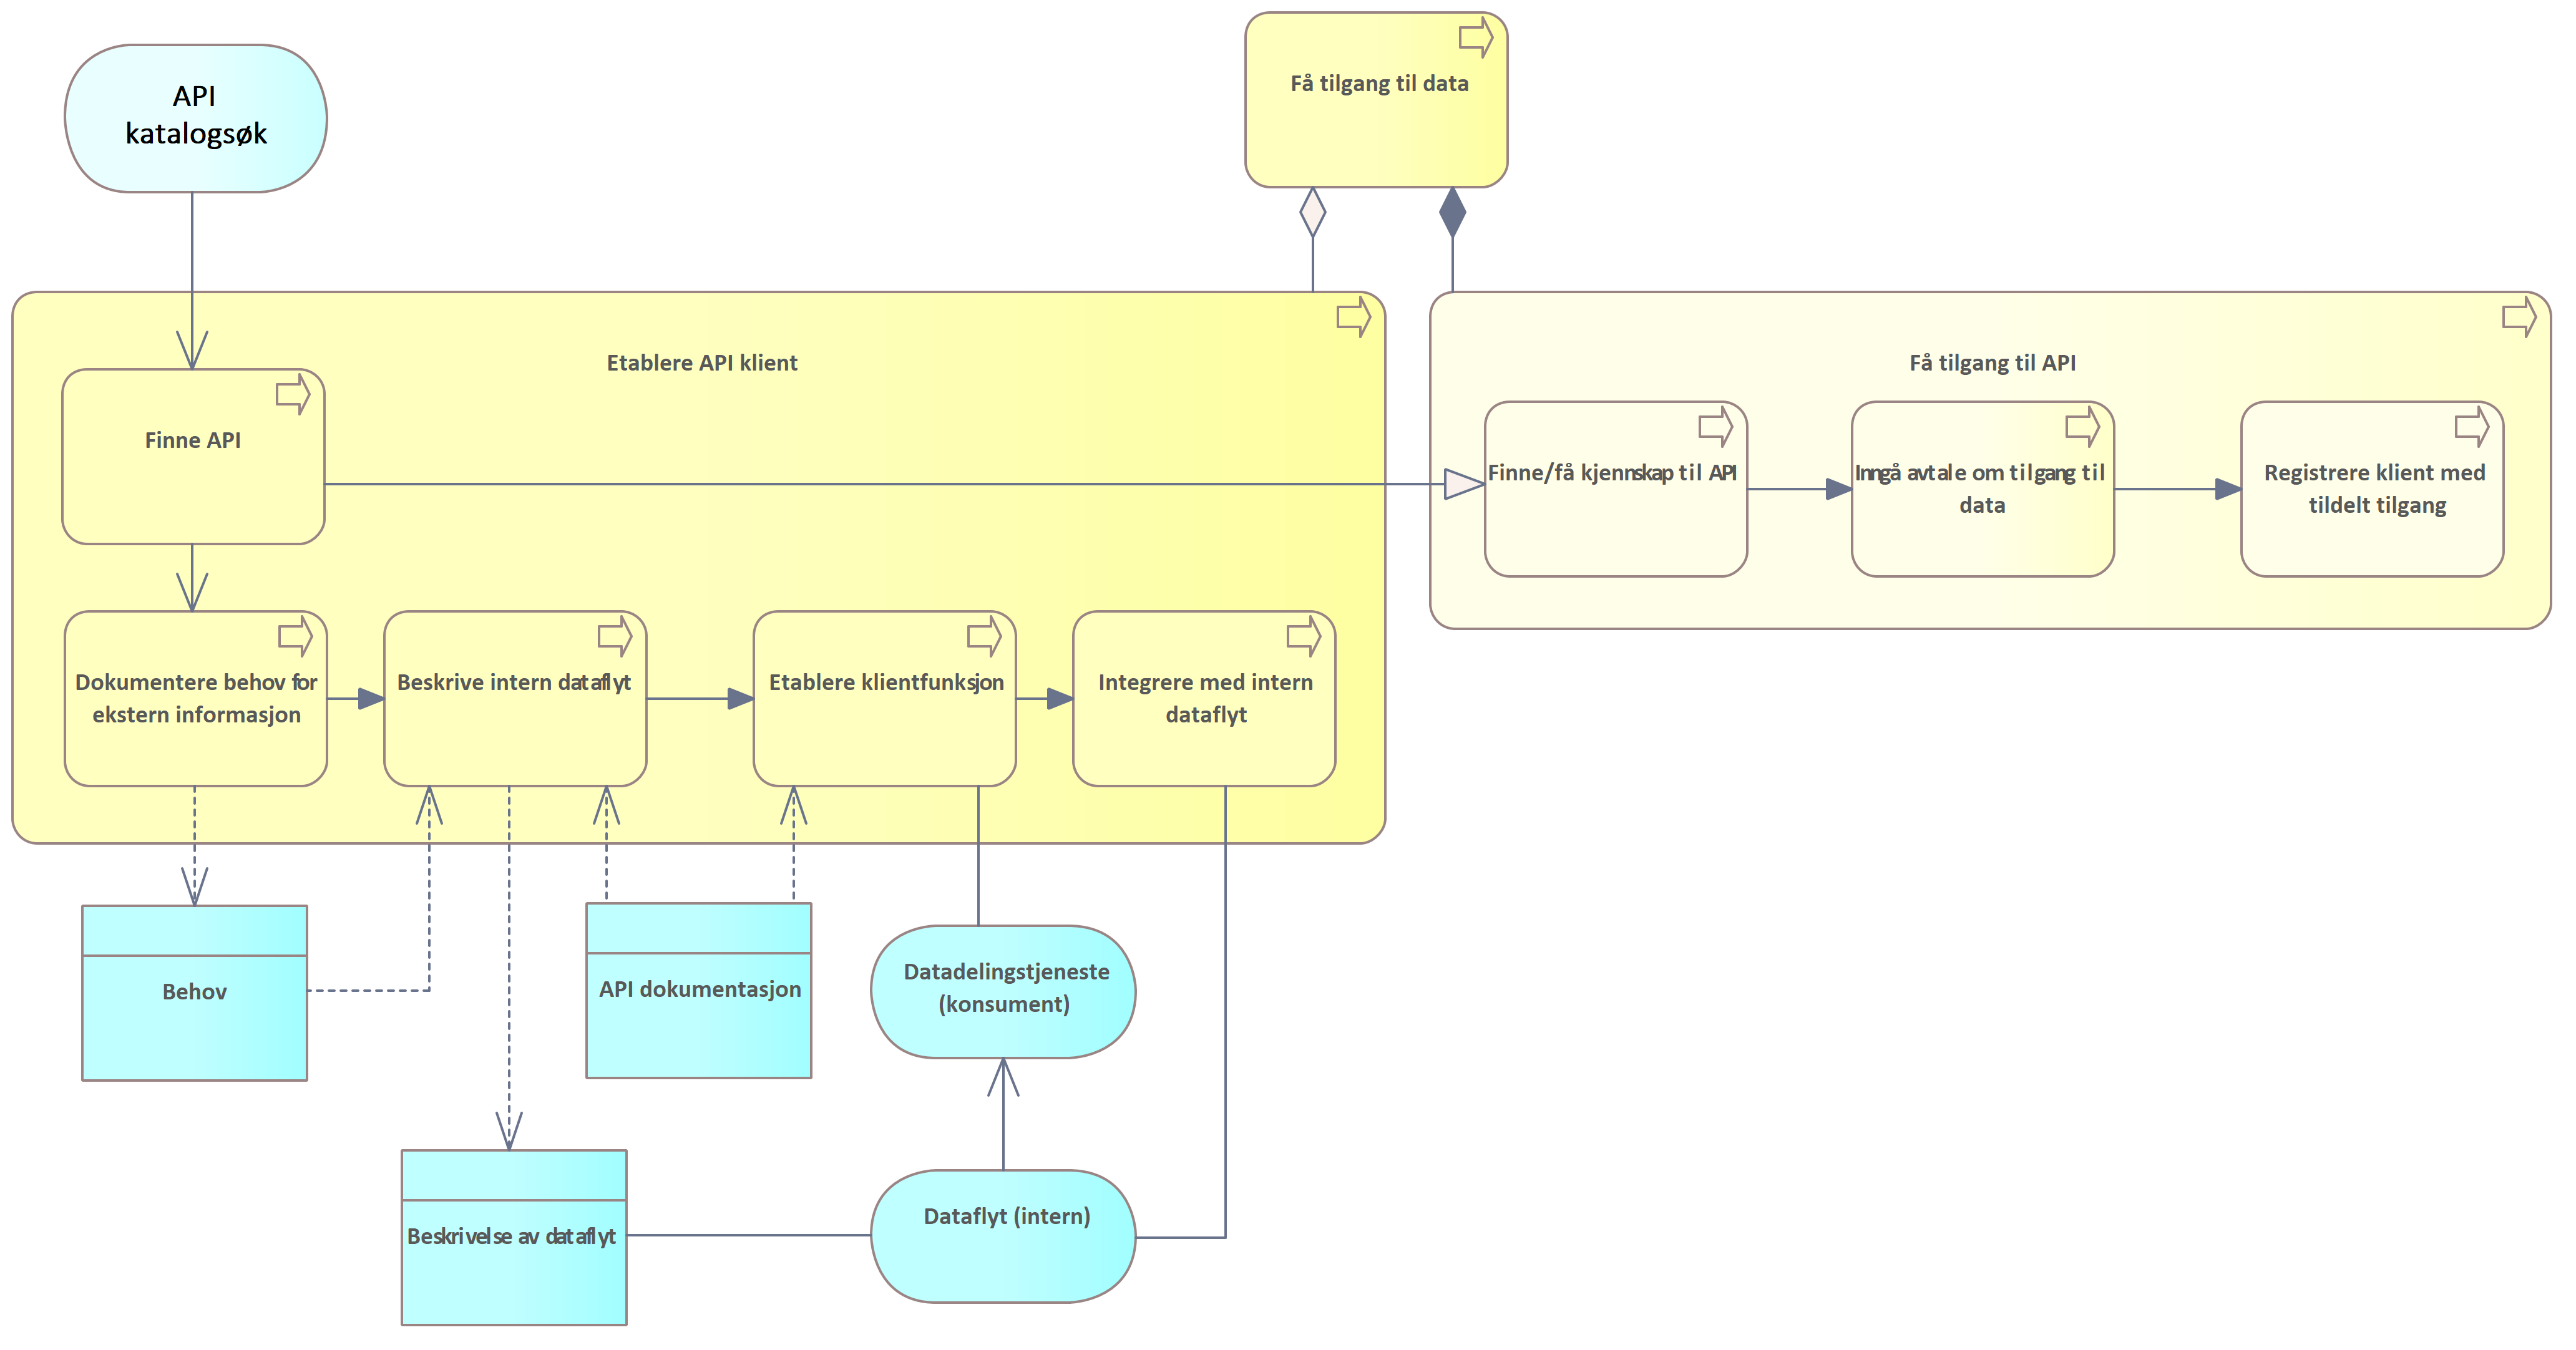 API
katalogsøk
Få tilgang til data
Etablere API klient
Få tilgang til API
Finne API
Finne/få kjennskap til API
Inngå avtale om tilgang til
data
Registrere klient med
tildelt tilgang
Dokumentere behov for
ekstern informasjon
Beskrive intern dataflyt
Etablere klientfunksjon
Integrere med intern
dataflyt
Behov
API dokumentasjon
Datadelingstjeneste
(konsument)
Beskrivelse av dataflyt
Dataflyt (intern)